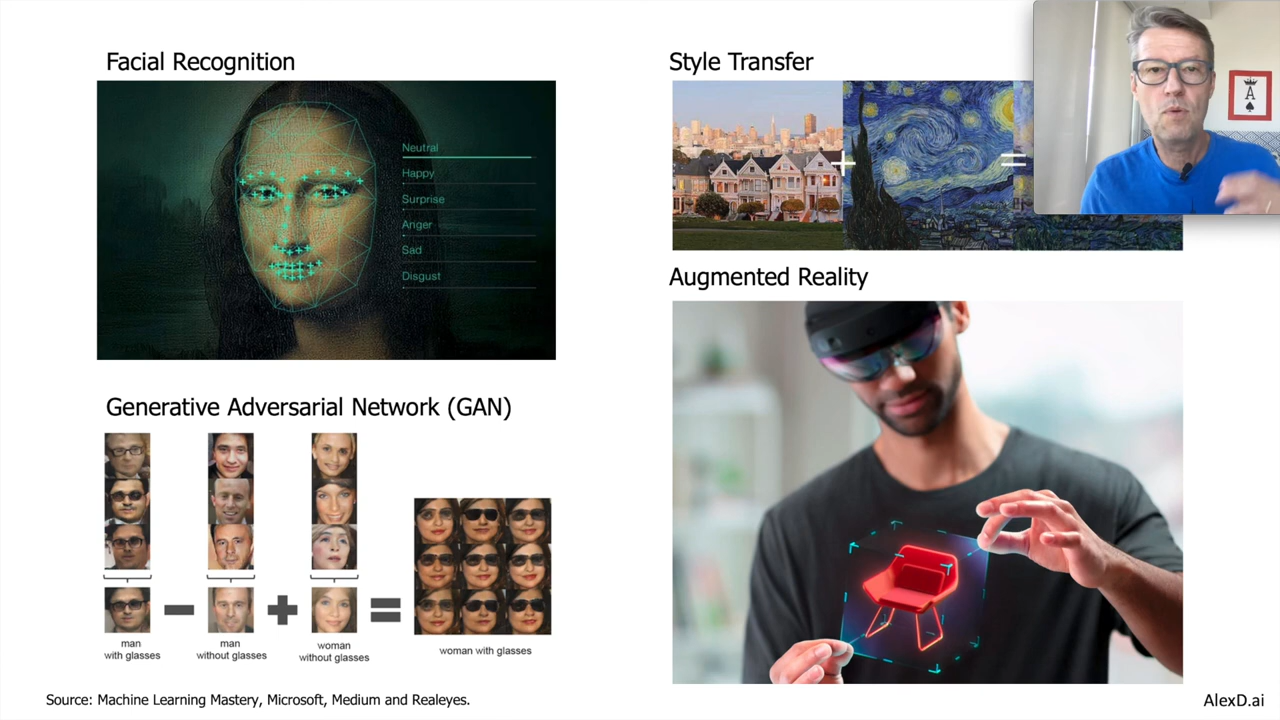 Facial Recognition
Neutral
Happy
Surprise
Anger
Sad
Disgust
Style Transfer
+
=
A
Augmented Reality
Generative Adversarial Network (GAN)
man
with glasses
man
without glasses
woman
without glasses
woman with glasses
Source: Machine Learning Mastery, Microsoft, Medium and Realeyes.
AlexD.ai